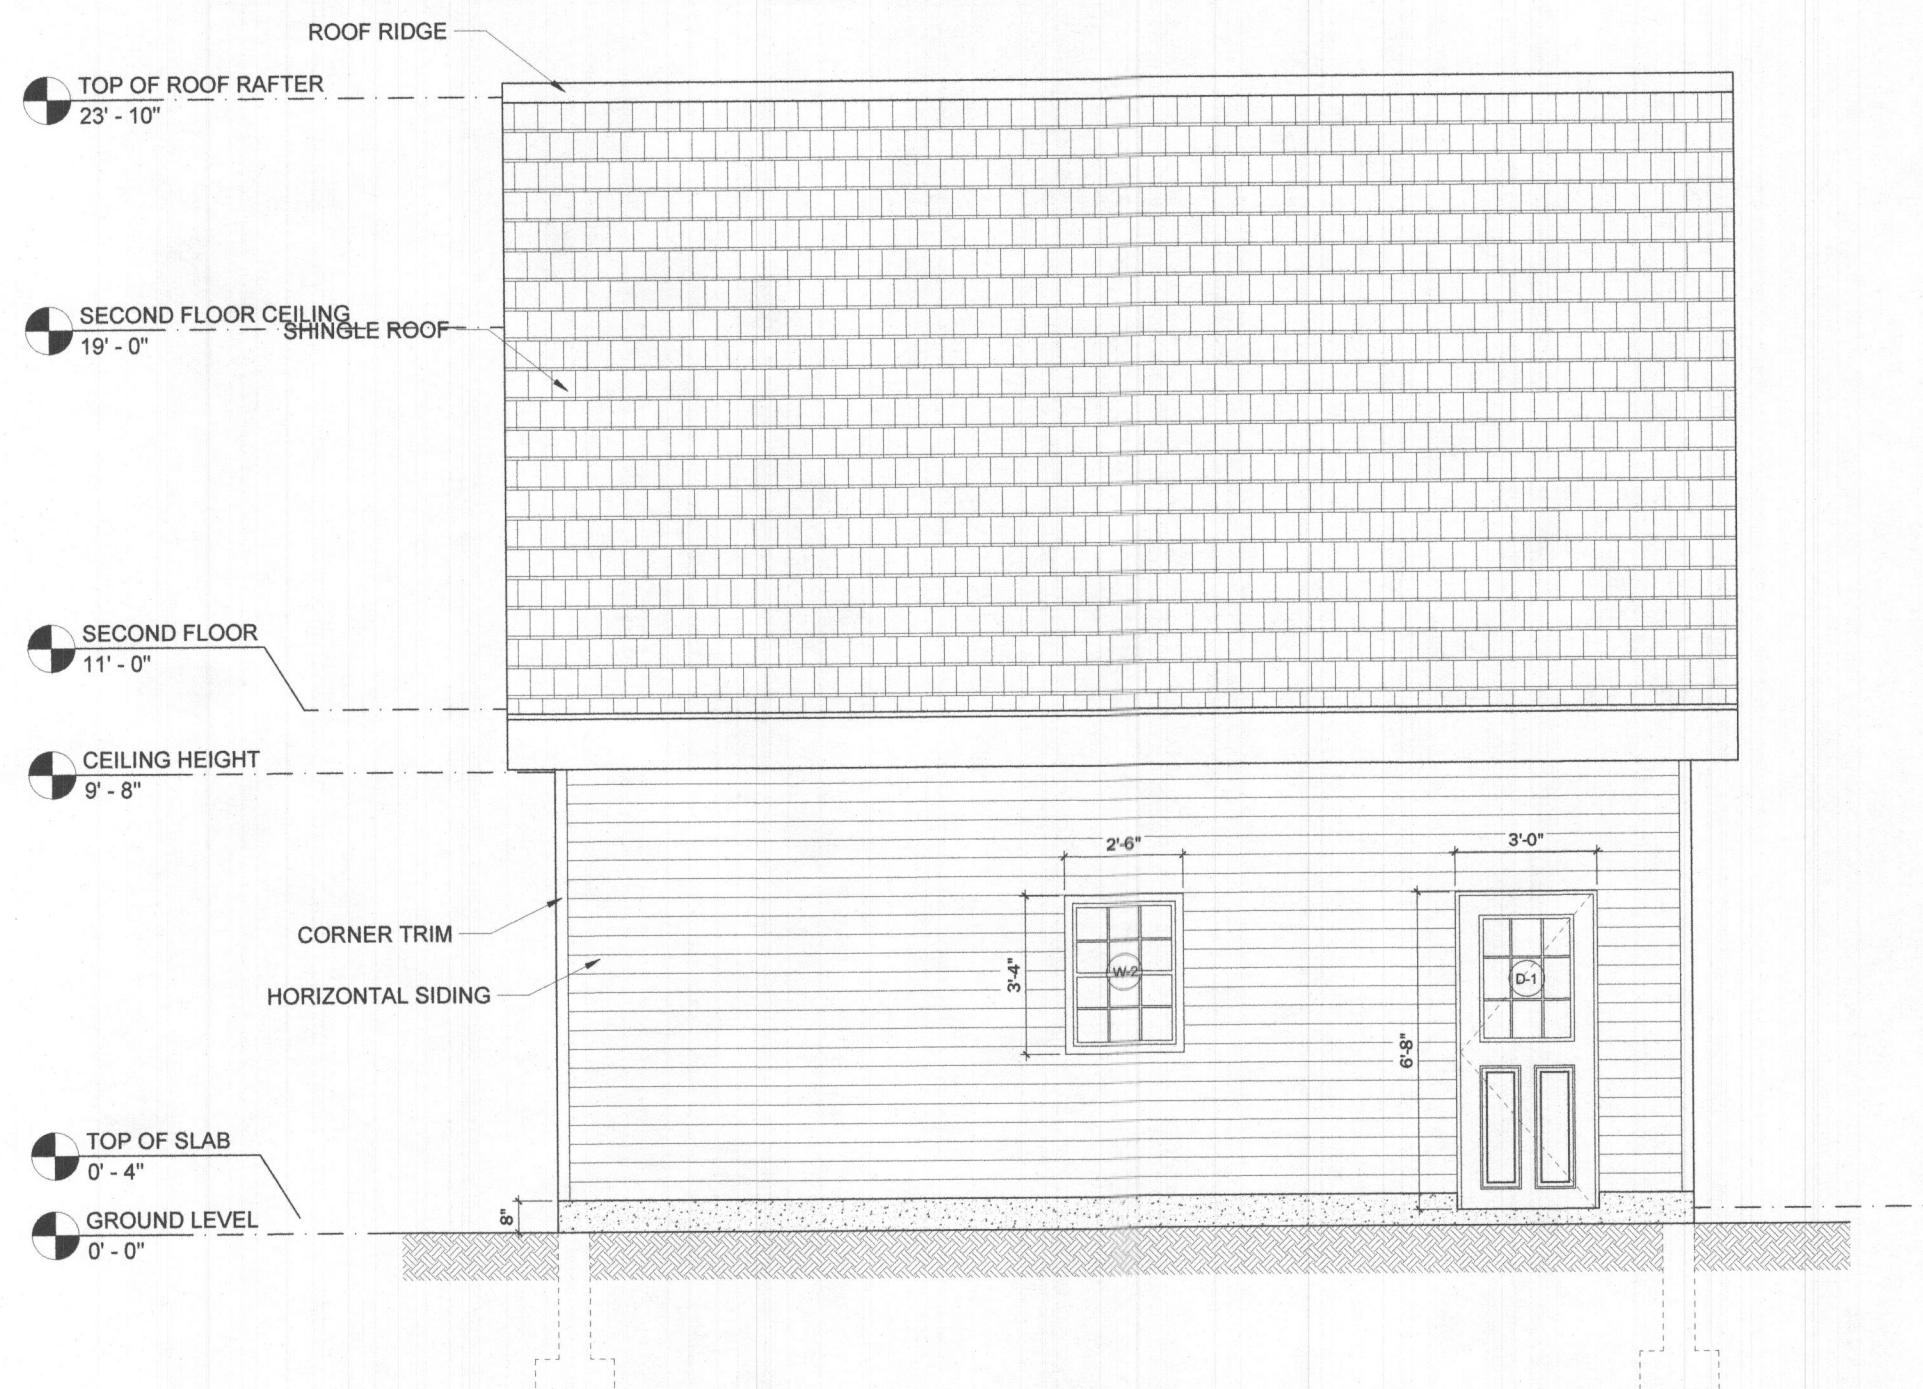 ROOF RIDGE
TOP OF ROOF RAFTER
23' - 10"
SECOND FLOOR CEILING
19' - 0"
SHINGLE ROOF
SECOND FLOOR
11' - 0"
CEILING HEIGHT
9' - 8"
2'-6"
3'-0"
CORNER TRIM
3'-4"
W-2
D-1
HORIZONTAL SIDING
6'-8"
TOP OF SLAB
0' - 4"
8"
GROUND LEVEL
0' - 0"